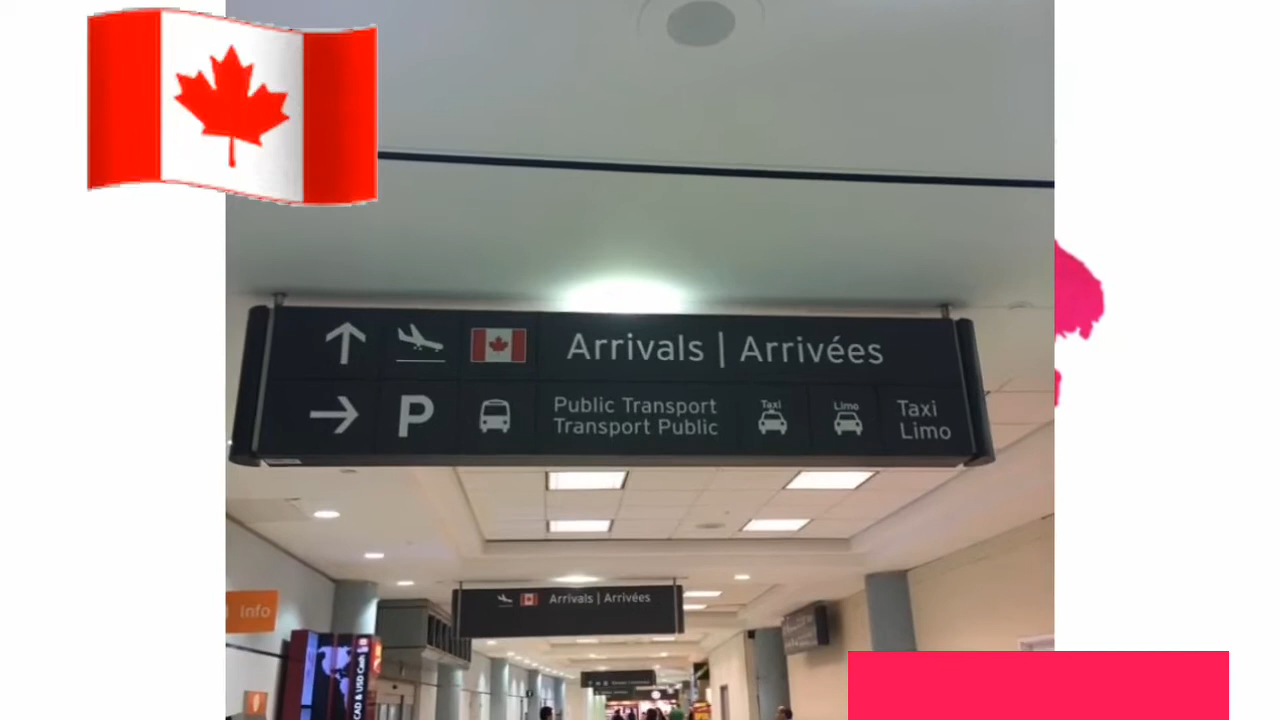 Arrivals | Arrivées
P
Public Transport
Transport Public
Taxi
Limo
Taxi
Limo
Arrivals | Arrivées
Info
CAD & USD Cash